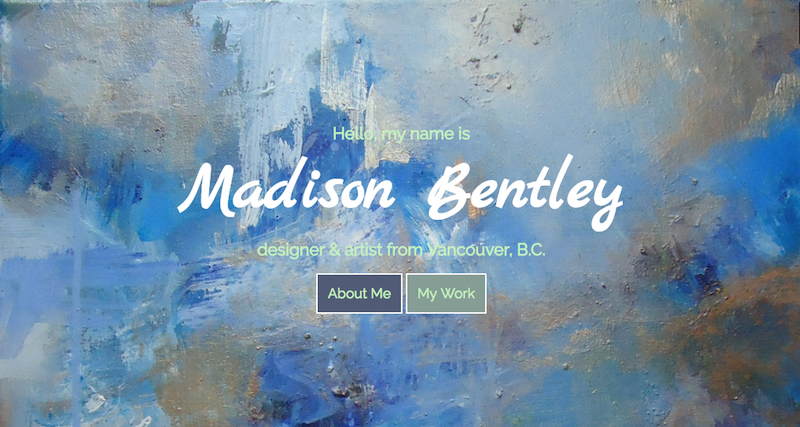 Hello, my name is
Madison Bentley
designer & artist from Vancouver, B.C.
About Me My Work